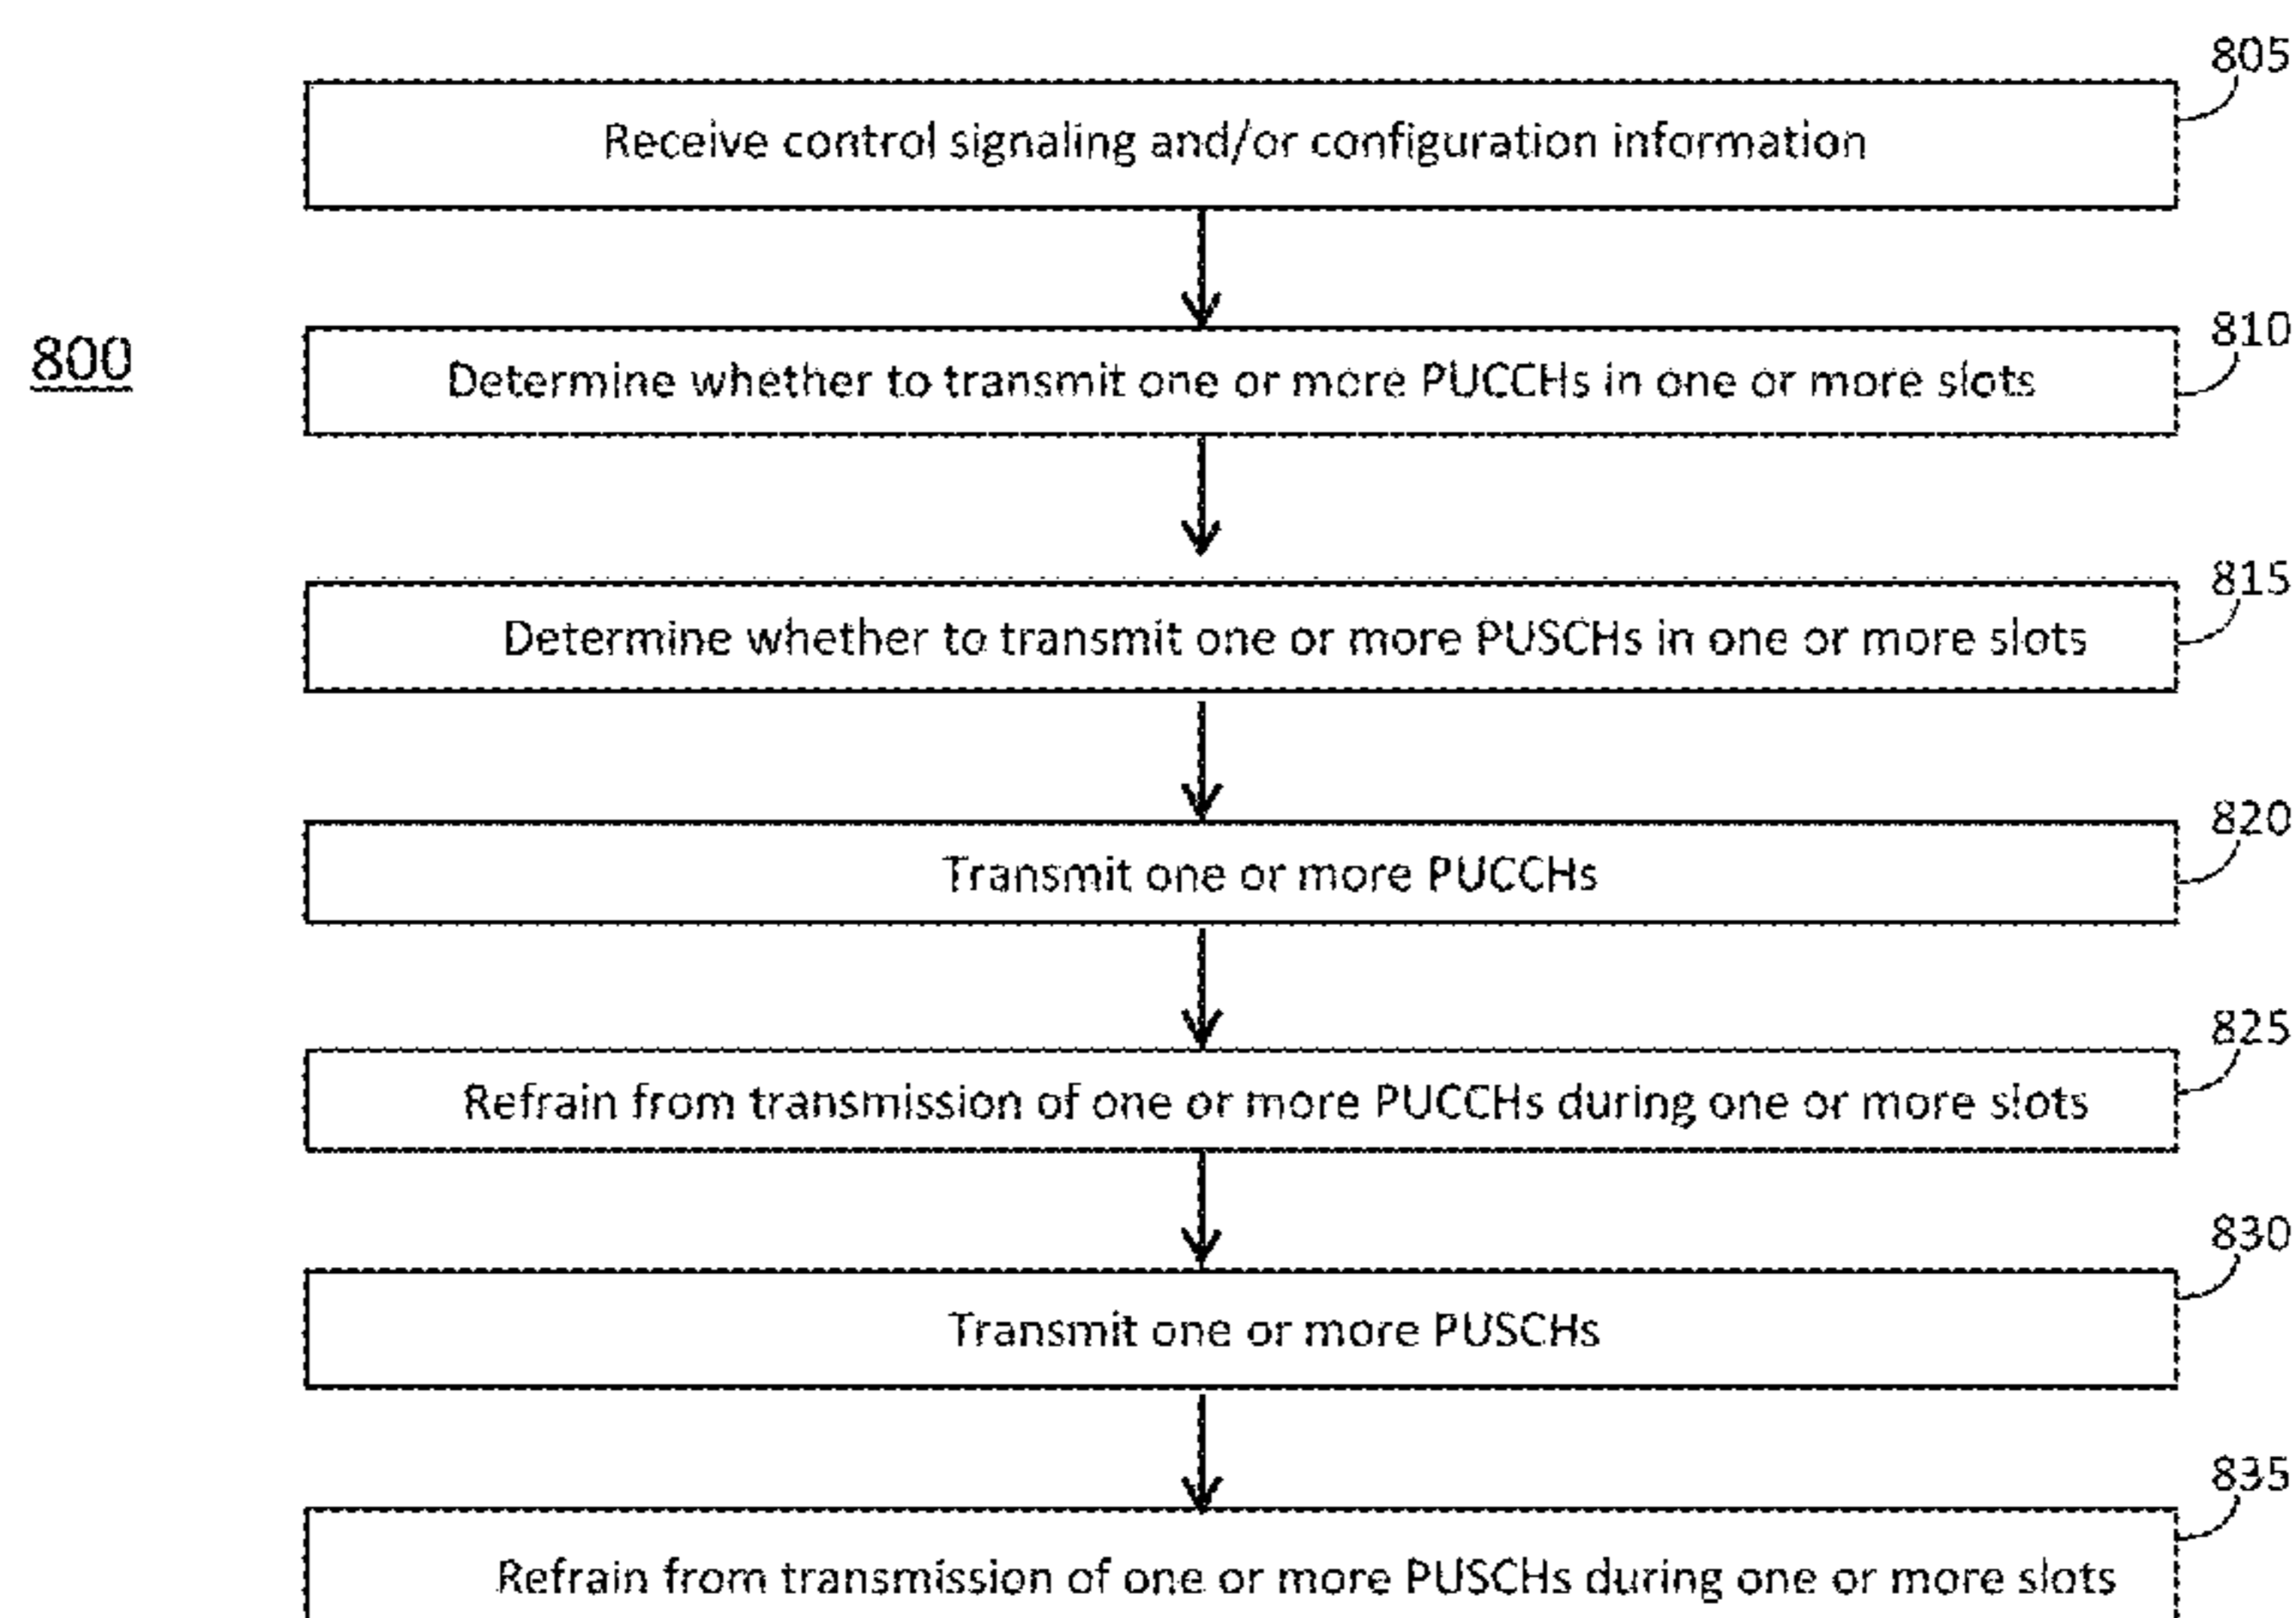 805
Receive control signaling and/or configuration information
810
800
Determine whether to transmit one or more PUCCHs in one or more slots
815
Determine whether to transmit one or more PUSCHs in one or more slots
820
Transmit one or more PUCCHs
825
Refrain from transmission of one or more PUCCHs during one or more slots
830
Transmit one or more PUSCHs
835
Refrain from transmission of one or more PUSCHs during one or more slots